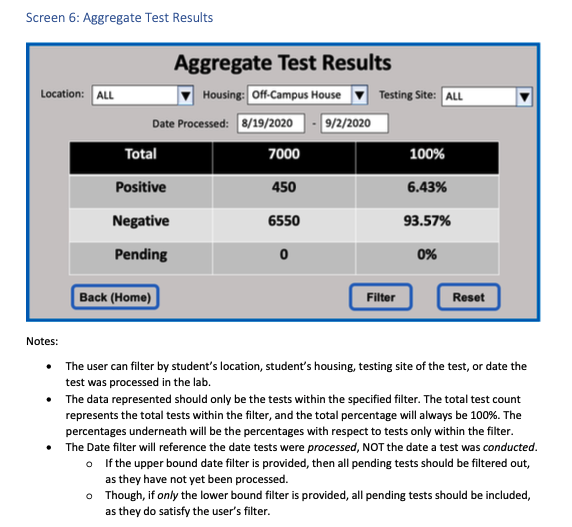 Screen 6: Aggregate Test Results
Aggregate Test Results
Location: ALL Housing: Off-Campus House Testing Site: ALL
Date Processed: 8/19/2020 - 9/2/2020
Total 7000 100%
Positive 450 6.43%
Negative 6550 93.57%
Pending 0 0%
Back (Home) Filter Reset
Notes:
• The user can filter by student's location, student's housing, testing site of the test, or date the
test was processed in the lab.
• The data represented should only be the tests within the specified filter. The total test count
represents the total tests within the filter, and the total percentage will always be 100%. The
percentages underneath will be the percentages with respect to tests only within the filter.
• The Date filter will reference the date tests were processed, NOT the date a test was conducted.
o If the upper bound date filter is provided, then all pending tests should be filtered out,
as they have not yet been processed.
o Though, if only the lower bound filter is provided, all pending tests should be included,
as they do satisfy the user's filter.